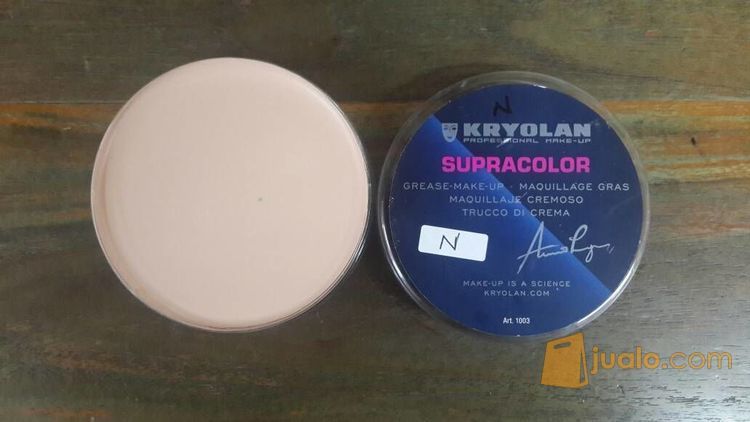 N
KRYOLAN
PROFESSIONAL MAKE-UP
SUPRACOLOR
GREASE-MAKE-UP - MAQUILLAGE GRAS
MAQUILLAJE CREMOSO
TRUCCO DI CREMA
N
MAKE-UP IS A SCIENCE
KRYOLAN.COM
Art. 1003
jualo.com